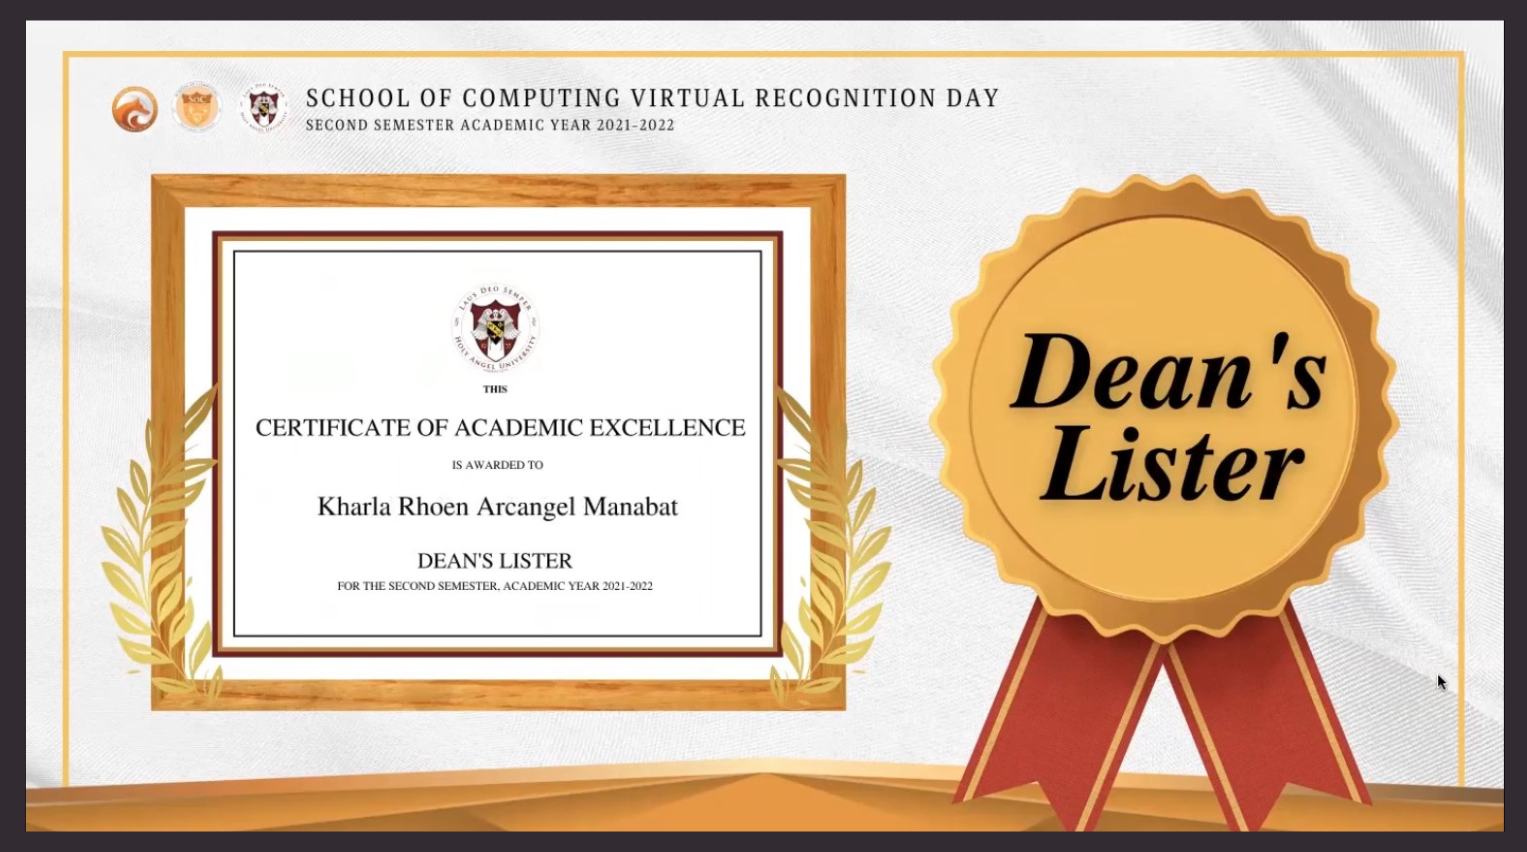 SCHOOL OF COMPUTING VIRTUAL RECOGNITION DAY
SECOND SEMESTER ACADEMIC YEAR 2021-2022
LAUS DEO SEMPER
HOLY ANGEL UNIVERSITY
THIS
CERTIFICATE OF ACADEMIC EXCELLENCE
IS AWARDED TO
Kharla Rhoen Arcangel Manabat
DEAN'S LISTER
FOR THE SECOND SEMESTER, ACADEMIC YEAR 2021-2022
Dean's
Lister